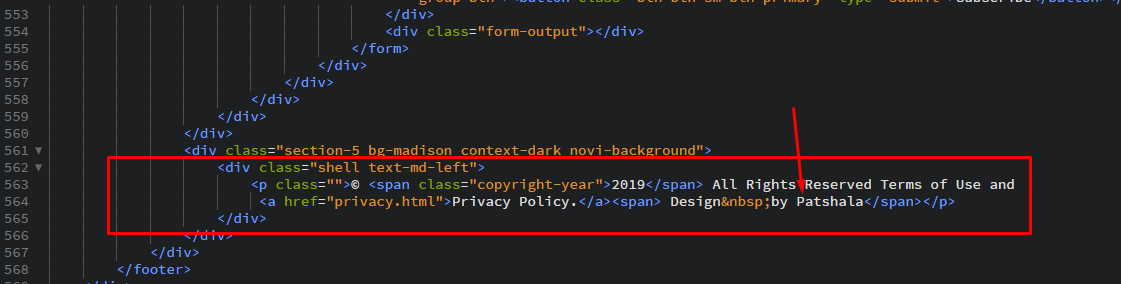 553 </div>
554 <div class="form-output"></div>
555 </form>
556 </div>
557 </div>
558 </div>
559 </div>
560 </div>
561 <div class="section-5 bg-madison context-dark novi-background">
562 <div class="shell text-md-left">
563 <p class="">© <span class="copyright-year">2019</span> All Rights Reserved Terms of Use and
564 <a href="privacy.html">Privacy Policy.</a><span> Design&nbsp;by Patshala</span></p>
565 </div>
566 </div>
567 </div>
568 </footer>